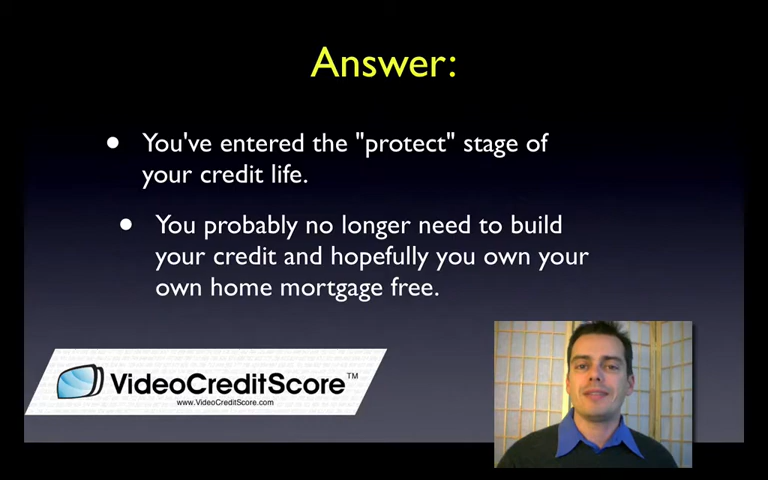 Answer:
• You've entered the "protect" stage of
your credit life.
• You probably no longer need to build
your credit and hopefully you own your
own home mortgage free.
VideoCreditScore™
www.VideoCreditScore.com